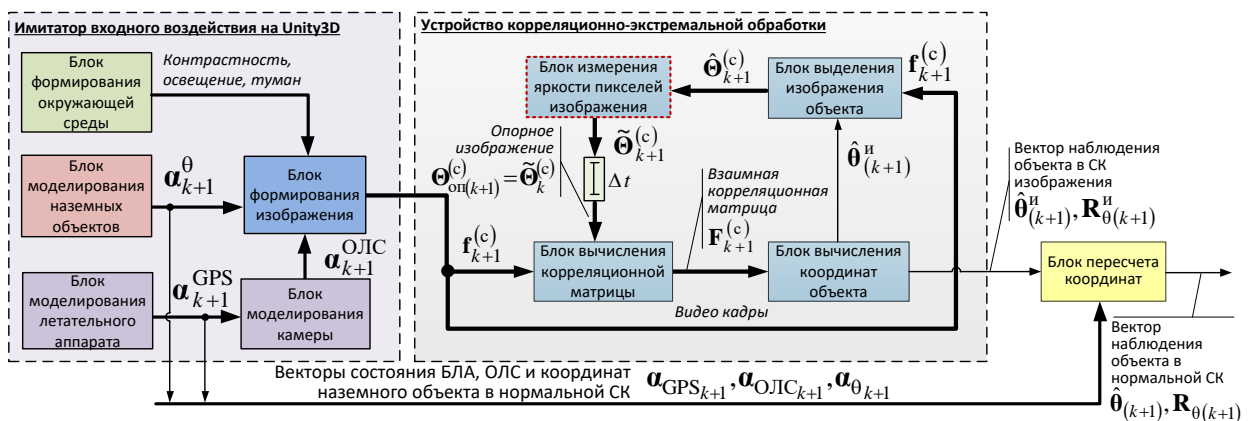 Имитатор входного воздействия на Unity3D
Устройство корреляционно-экстремальной обработки
Блок
формирования
окружающей
среды
Контрастность,
освещение, туман
Блок
моделирования
наземных
объектов
α^θ_{k+1}
Блок
формирования
изображения
Блок
моделирования
летательного
аппарата
α^{GPS}_{k+1}
Блок
моделирования
камеры
α^{ОЛС}_{k+1}
Блок измерения
яркости пикселей
изображения
Θ̂^{(c)}_{k+1}
Блок выделения
изображения
объекта
f^{(c)}_{k+1}
Опорное
изображение
Θ^{(c)}_{оп(k+1)} = Θ̃^{(c)}_k
Θ̃^{(c)}_{k+1}
Δt
θ̂^и_{(k+1)}
Взаимная
корреляционная
матрица
F^{(c)}_{k+1}
f^{(c)}_{k+1}
Блок вычисления
корреляционной
матрицы
Блок вычисления
координат
объекта
Видео кадры
Вектор наблюдения
объекта в СК
изображения
θ̂^и_{(k+1)}, R^и_{θ(k+1)}
Блок пересчета
координат
Вектор
наблюдения
объекта в
нормальной СК
θ̂_{(k+1)}, R_{θ(k+1)}
Векторы состояния БЛА, ОЛС и координат
наземного объекта в нормальной СК
α_{GPS_{k+1}}, α_{ОЛС_{k+1}}, α_{θ_{k+1}}